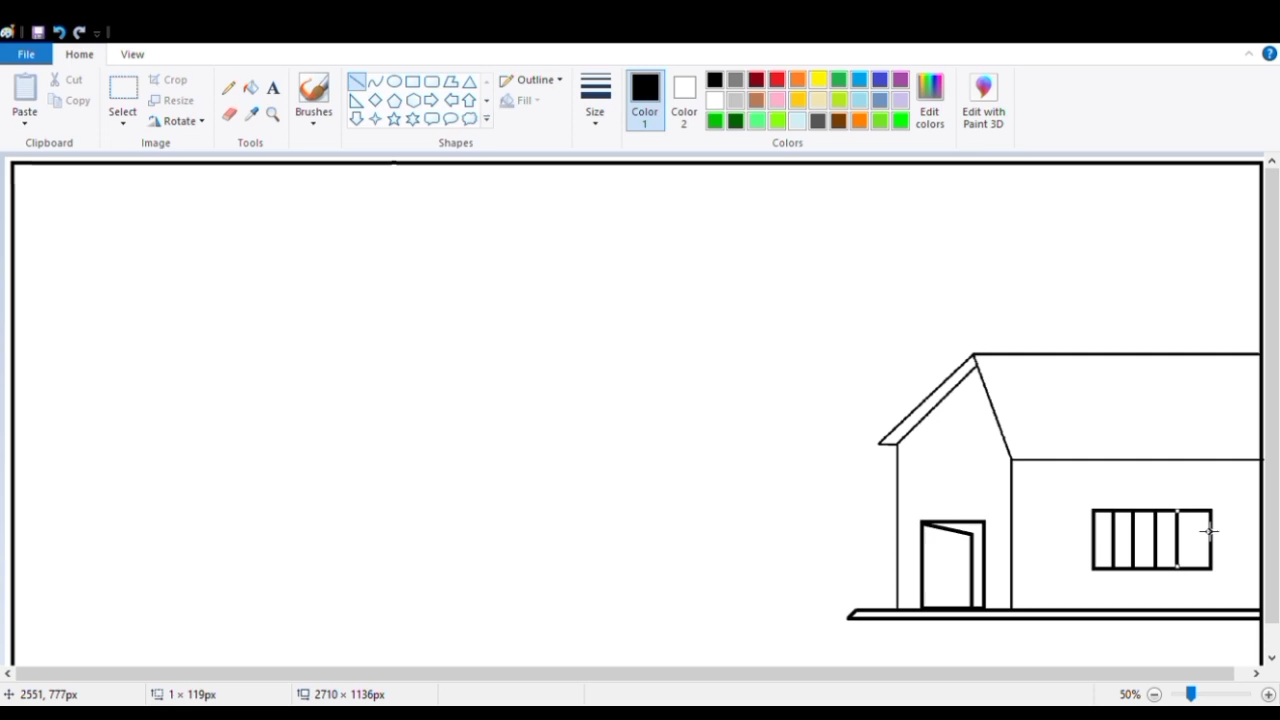 File Home View
Cut
Copy
Paste
Clipboard
Crop
Resize
Rotate
Select
Image
A
Tools
Brushes
Shapes
Outline
Fill
Size
Color 1
Color 2
Edit colors
Colors
Edit with Paint 3D
?
2551, 777px 1 × 119px 2710 × 1136px 50%